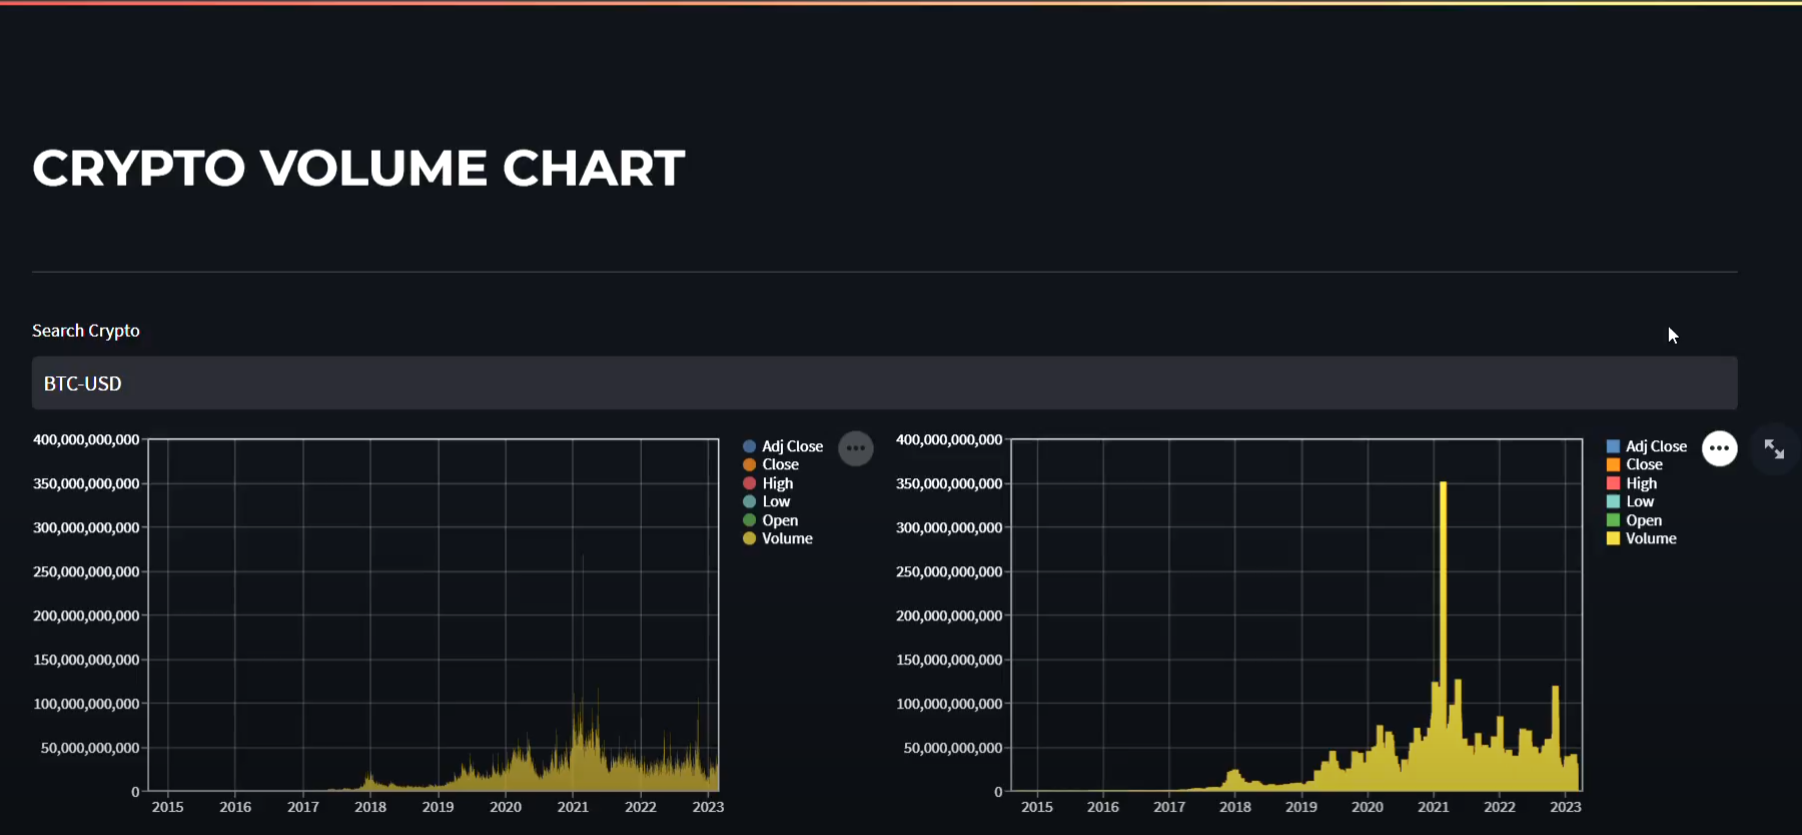 CRYPTO VOLUME CHART
Search Crypto
BTC-USD
400,000,000,000
350,000,000,000
300,000,000,000
250,000,000,000
200,000,000,000
150,000,000,000
100,000,000,000
50,000,000,000
0
2015 2016 2017 2018 2019 2020 2021 2022 2023
Adj Close
Close
High
Low
Open
Volume
400,000,000,000
350,000,000,000
300,000,000,000
250,000,000,000
200,000,000,000
150,000,000,000
100,000,000,000
50,000,000,000
0
2015 2016 2017 2018 2019 2020 2021 2022 2023
Adj Close
Close
High
Low
Open
Volume